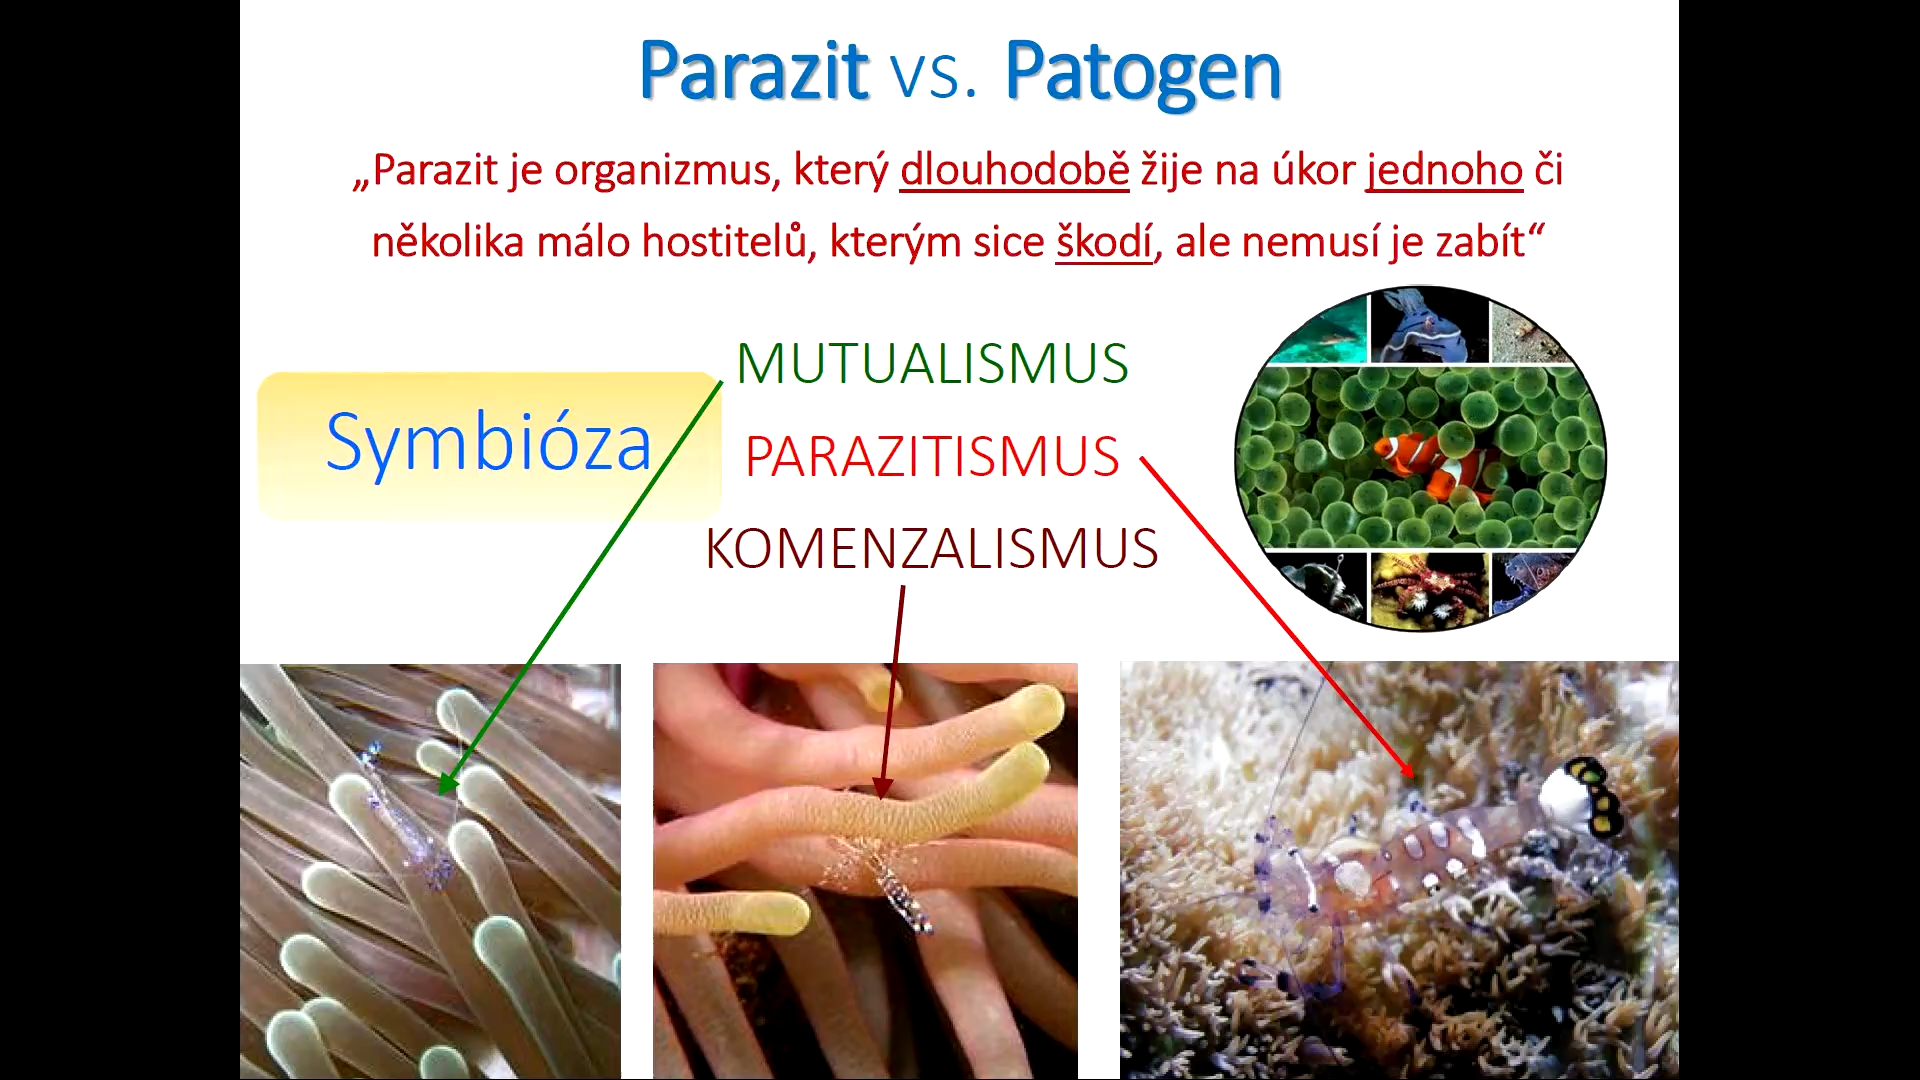 Parazit vs. Patogen
„Parazit je organizmus, který dlouhodobě žije na úkor jednoho či
několika málo hostitelů, kterým sice škodí, ale nemusí je zabít“
MUTUALISMUS
Symbióza
PARAZITISMUS
KOMENZALISMUS